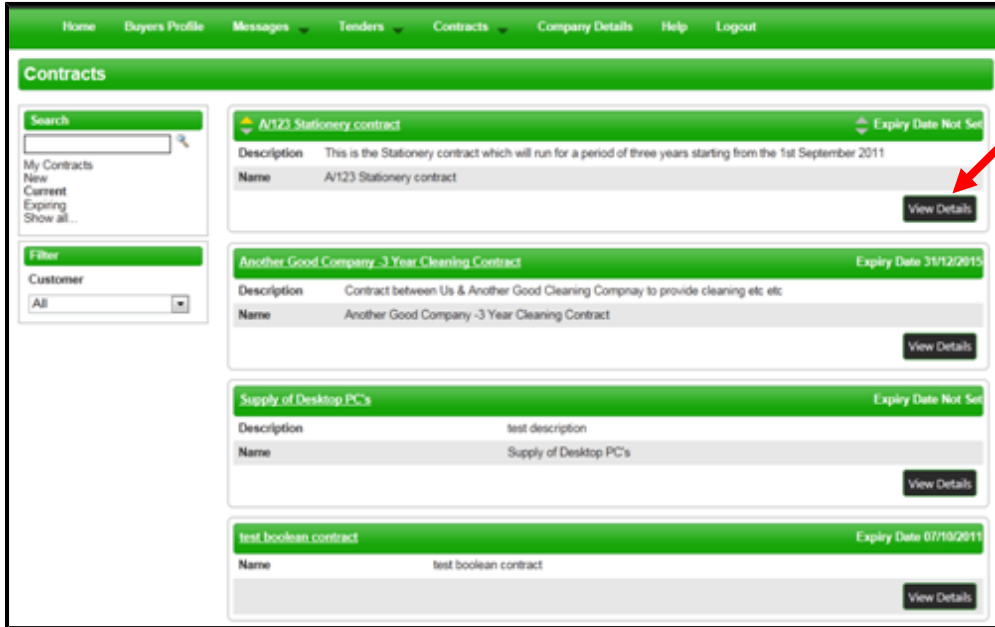 Home Buyers Profile Messages Tenders Contracts Company Details Help Logout
Contracts
Search
My Contracts
New
Current
Expiring
Show all...
Filter
Customer
All
A/123 Stationery contract Expiry Date Not Set
Description This is the Stationery contract which will run for a period of three years starting from the 1st September 2011
Name A/123 Stationery contract
View Details
Another Good Company -3 Year Cleaning Contract Expiry Date 31/12/2015
Description Contract between Us & Another Good Cleaning Compnay to provide cleaning etc etc
Name Another Good Company -3 Year Cleaning Contract
View Details
Supply of Desktop PC's Expiry Date Not Set
Description test description
Name Supply of Desktop PC's
View Details
test boolean contract Expiry Date 07/10/2011
Name test boolean contract
View Details